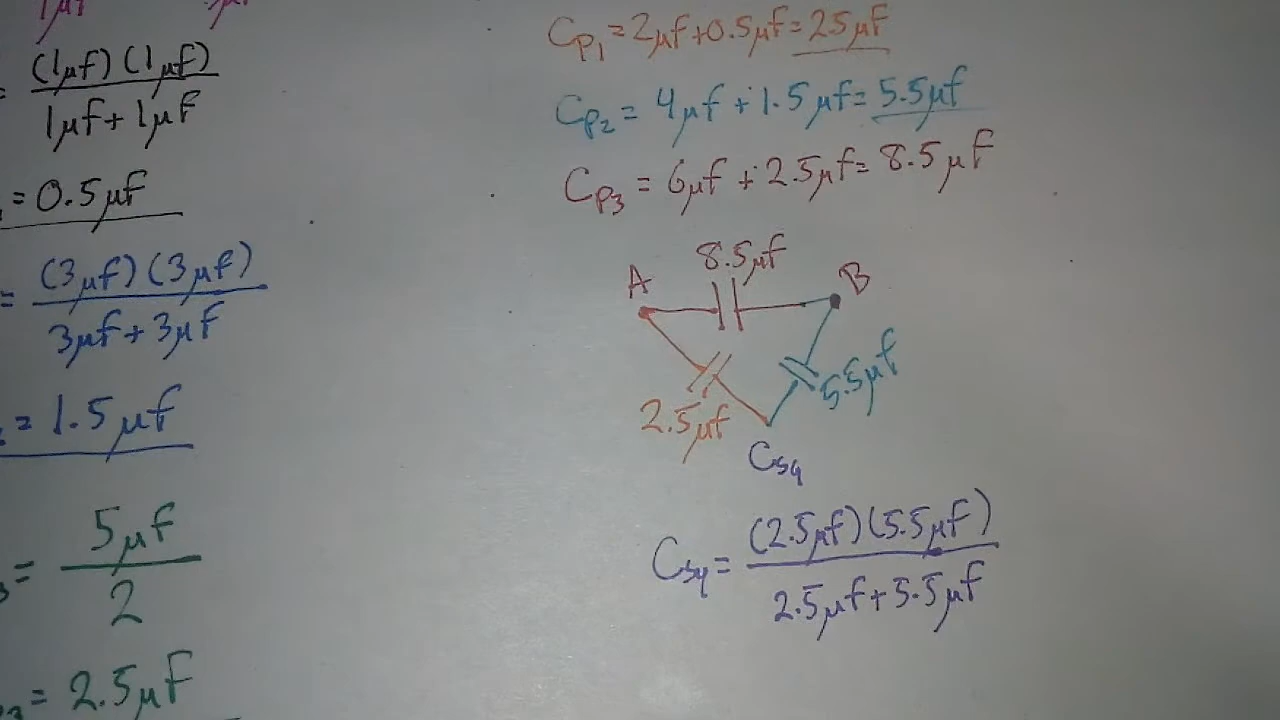 1μf
(1μf)(1μf)
1μf+1μF
=0.5μF
= (3μf)(3μf)
3μf+3μF
=1.5μF
= 5μF
2
=2.5μF
Cp1=2μf+0.5μF=25μF
Cp2= 4μf+1.5μF=5.5μF
Cp3=6μf+2.5μF=8.5μF
8.5μf
A
B
2.5μf
5.5μf
Cs4
Cs4= (2.5μf)(5.5μF)
2.5μf+5.5μF